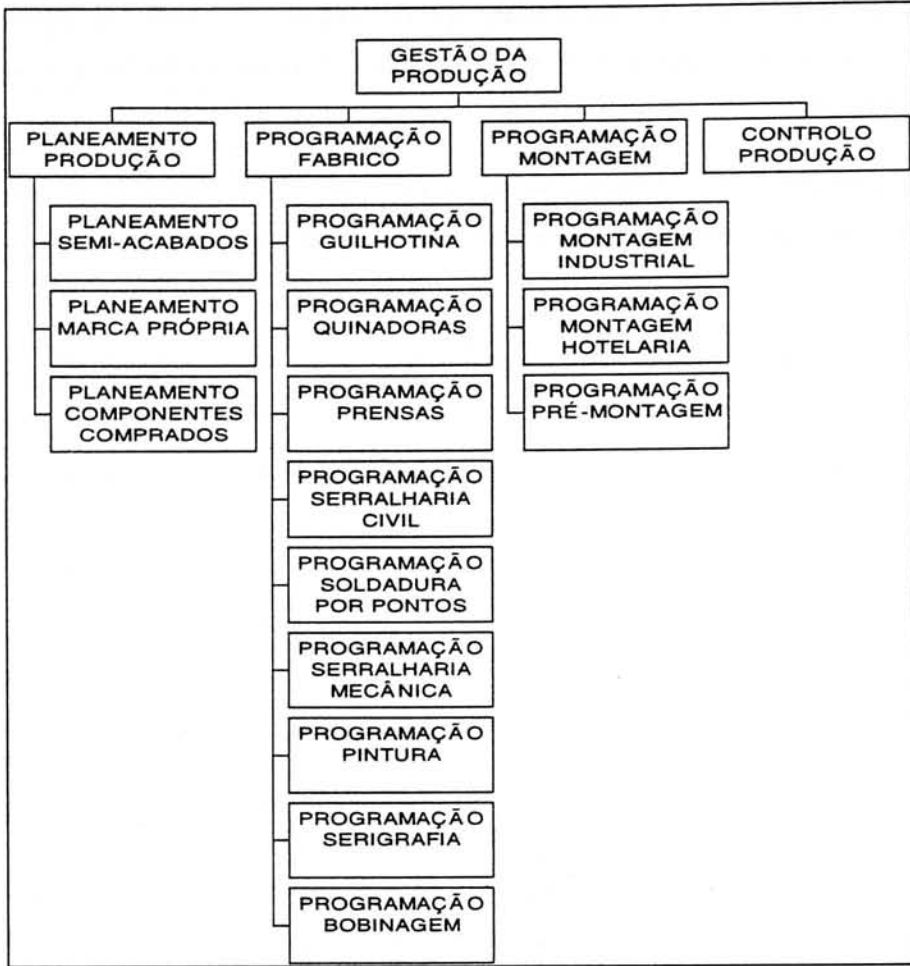 GESTÃO DA
PRODUÇÃO
PLANEAMENTO
PRODUÇÃO
PROGRAMAÇÃO
FABRICO
PROGRAMAÇÃO
MONTAGEM
CONTROLO
PRODUÇÃO
PLANEAMENTO
SEMI-ACABADOS
PLANEAMENTO
MARCA PRÓPRIA
PLANEAMENTO
COMPONENTES
COMPRADOS
PROGRAMAÇÃO
GUILHOTINA
PROGRAMAÇÃO
QUINADORAS
PROGRAMAÇÃO
PRENSAS
PROGRAMAÇÃO
SERRALHARIA
CIVIL
PROGRAMAÇÃO
SOLDADURA
POR PONTOS
PROGRAMAÇÃO
SERRALHARIA
MECÂNICA
PROGRAMAÇÃO
PINTURA
PROGRAMAÇÃO
SERIGRAFIA
PROGRAMAÇÃO
BOBINAGEM
PROGRAMAÇÃO
MONTAGEM
INDUSTRIAL
PROGRAMAÇÃO
MONTAGEM
HOTELARIA
PROGRAMAÇÃO
PRÉ-MONTAGEM